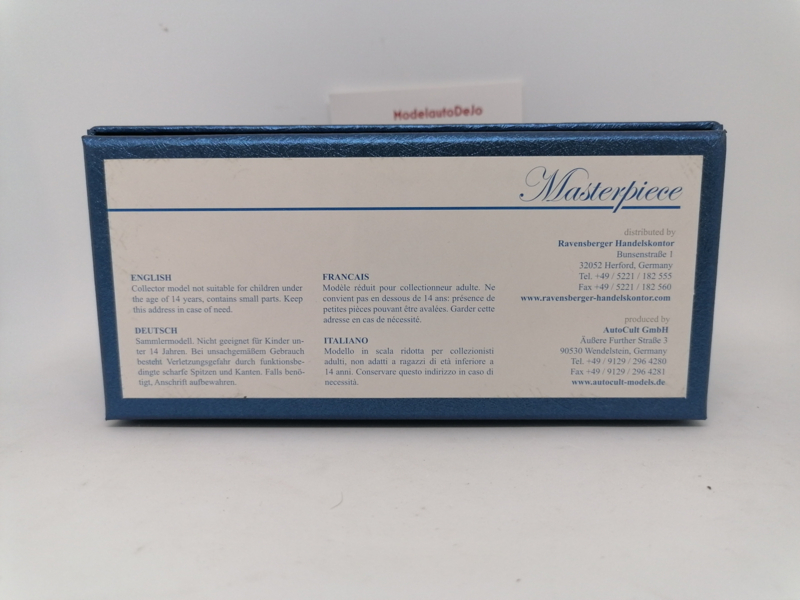 ModelautoDeJo
Masterpiece
ENGLISH
Collector model not suitable for children under
the age of 14 years, contains small parts. Keep
this address in case of need.
DEUTSCH
Sammlermodell. Nicht geeignet für Kinder un-
ter 14 Jahren. Bei unsachgemäßem Gebrauch
besteht Verletzungsgefahr durch funktionsbe-
dingte scharfe Spitzen und Kanten. Falls benö-
tigt, Anschrift aufbewahren.
FRANCAIS
Modèle réduit pour collectionneur adulte. Ne
convient pas en dessous de 14 ans: présence de
petites pièces pouvant être avalées. Garder cette
adresse en cas de nécessité.
ITALIANO
Modello in scala ridotta per collezionisti
adulti, non adatti a ragazzi di età inferiore a
14 anni. Conservare questo indirizzo in caso di
necessità.
distributed by
Ravensberger Handelskontor
Bunsenstraße 1
32052 Herford, Germany
Tel. +49 / 5221 / 182 555
Fax +49 / 5221 / 182 560
www.ravensberger-handelskontor.com
produced by
AutoCult GmbH
Äußere Further Straße 3
90530 Wendelstein, Germany
Tel. +49 / 9129 / 296 4280
Fax +49 / 9129 / 296 4281
www.autocult-models.de